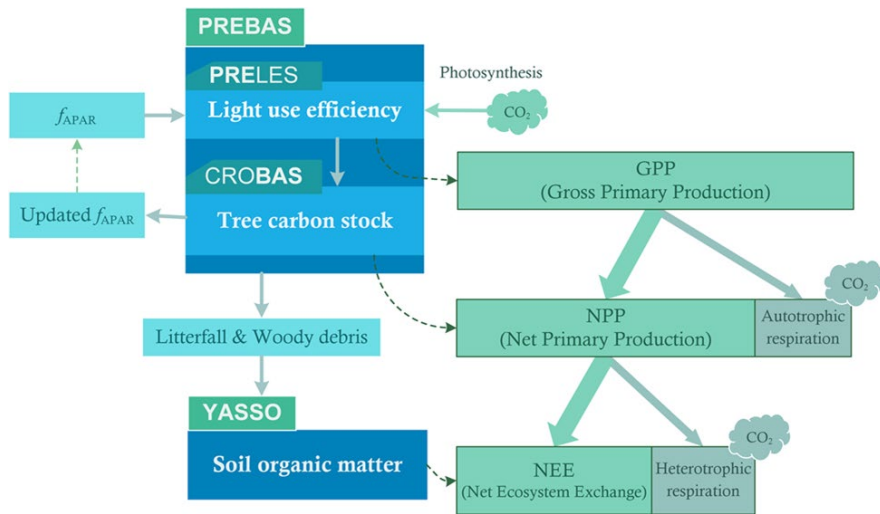 PREBAS
PRELES
Light use efficiency
Photosynthesis
CO₂
fAPAR
GPP
(Gross Primary Production)
CROBAS
Tree carbon stock
Updated fAPAR
CO₂
NPP
(Net Primary Production)
Autotrophic
respiration
Litterfall & Woody debris
YASSO
Soil organic matter
CO₂
NEE
(Net Ecosystem Exchange)
Heterotrophic
respiration